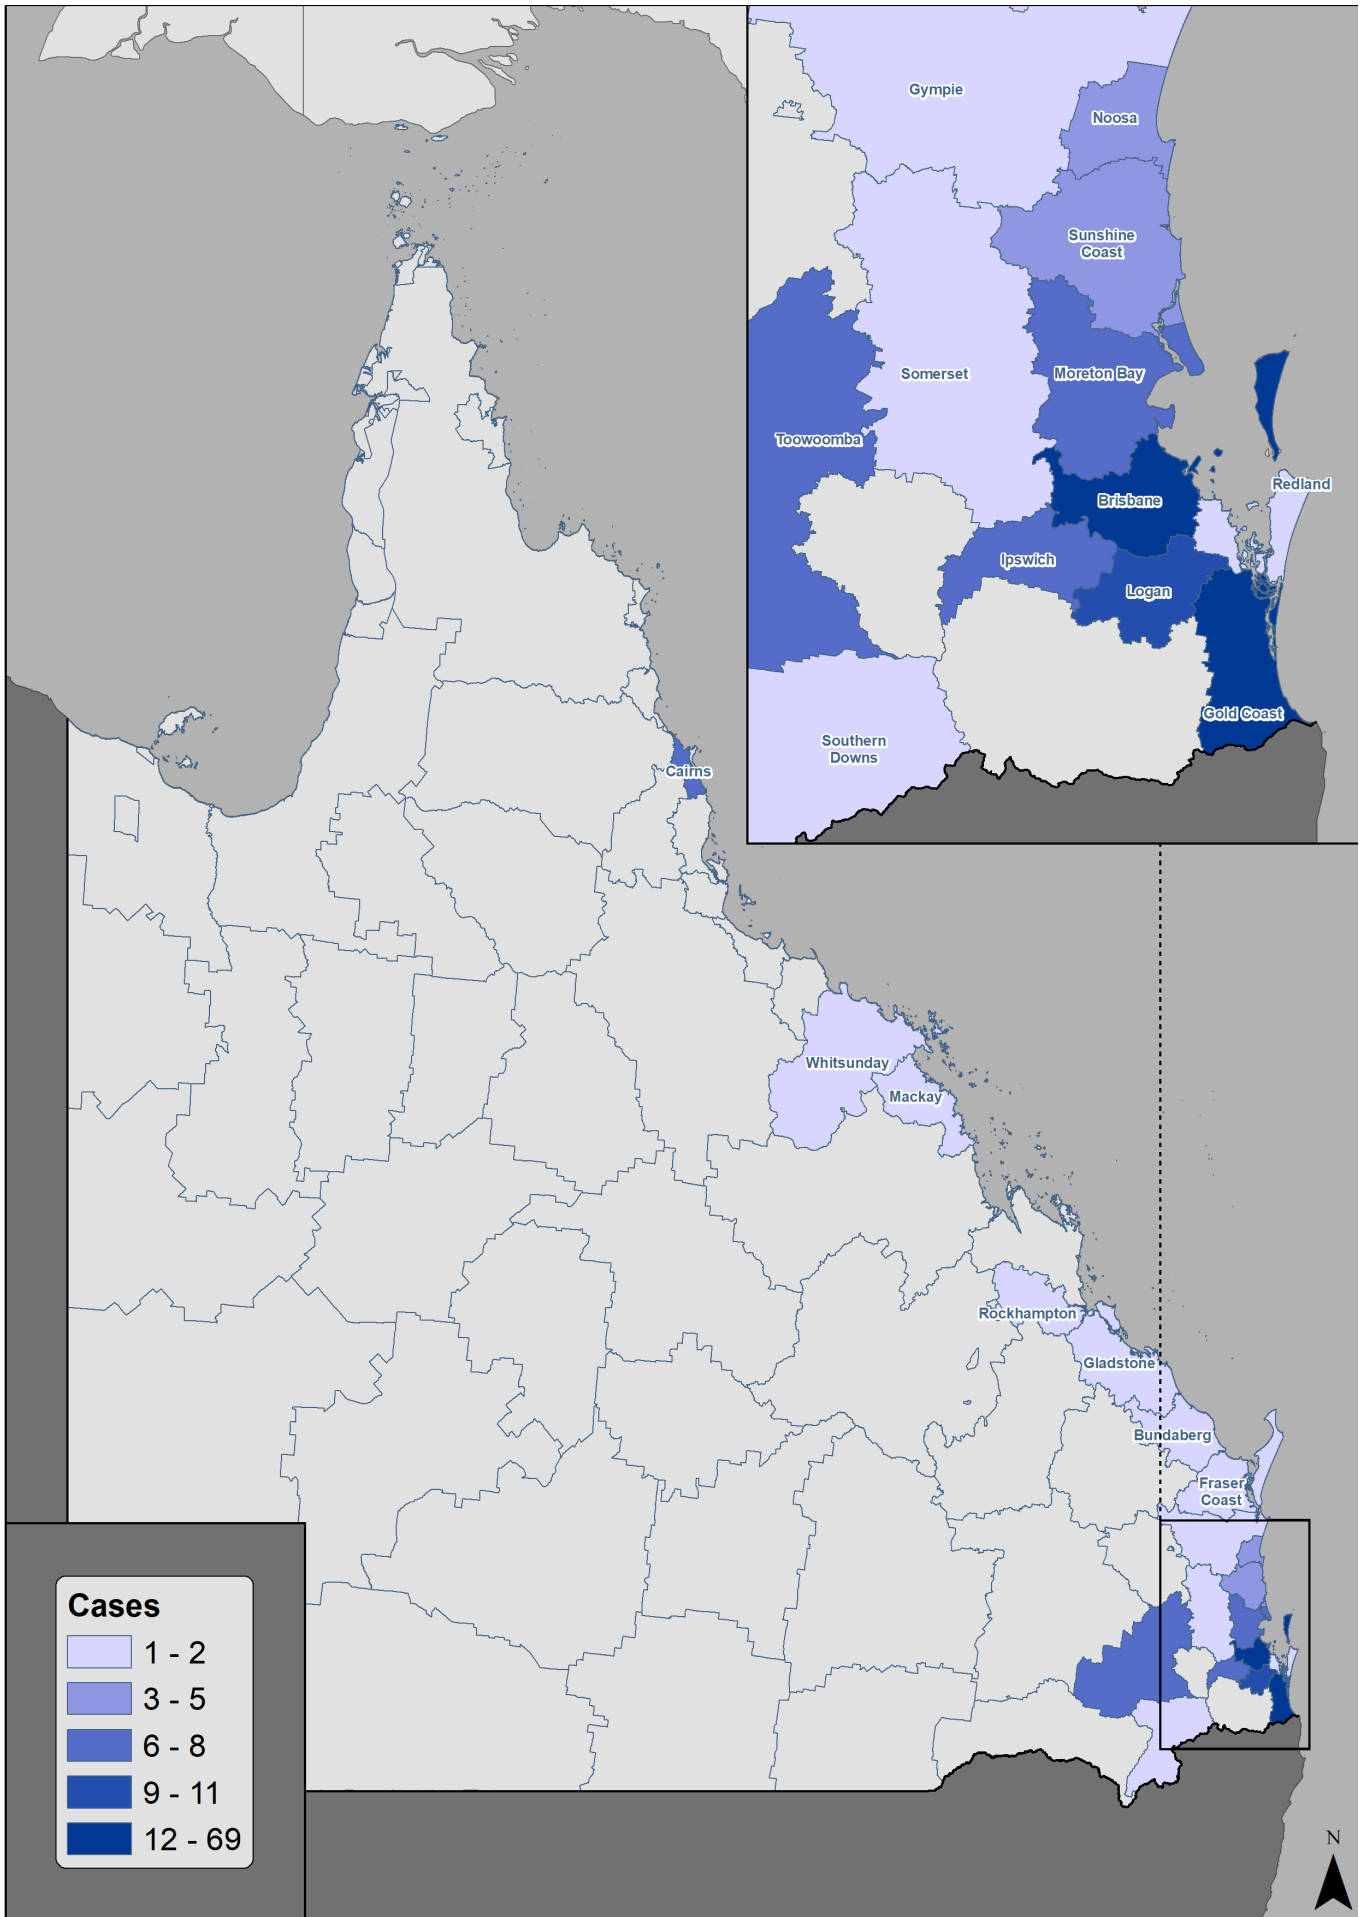 Gympie
Noosa
Sunshine
Coast
Somerset
Moreton Bay
Toowoomba
Redland
Brisbane
Ipswich
Logan
Gold Coast
Southern
Downs
Cairns
Whitsunday
Mackay
Rockhampton
Gladstone
Bundaberg
Fraser
Coast
Cases
1 - 2
3 - 5
6 - 8
9 - 11
12 - 69
N